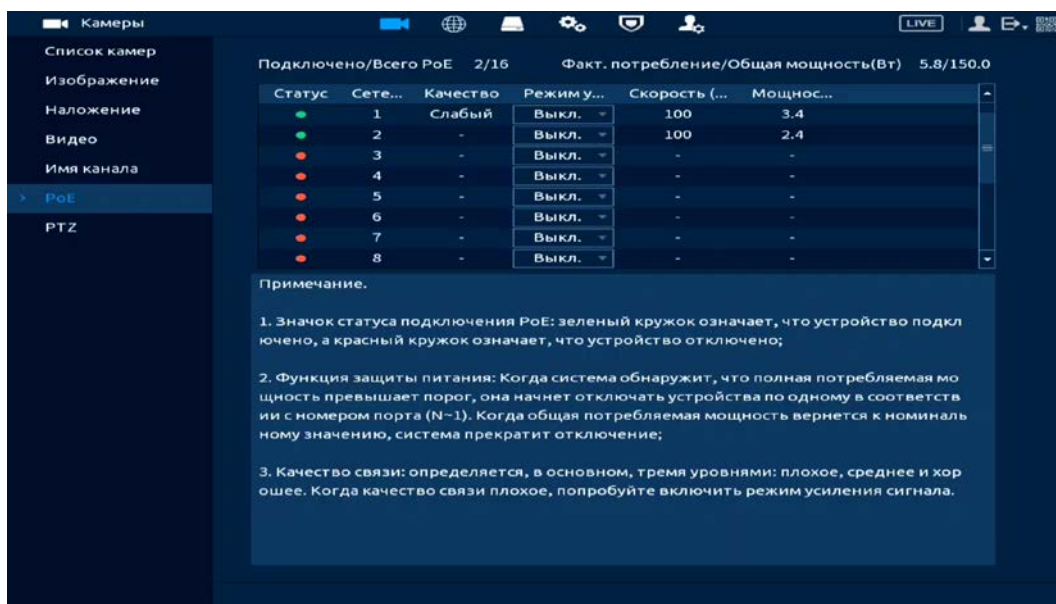 Камеры LIVE
Список камер
Изображение
Наложение
Видео
Имя канала
> PoE
PTZ
Подключено/Всего PoE 2/16 Факт. потребление/Общая мощность(Вт) 5.8/150.0
Статус Сете... Качество Режим у... Скорость (... Мощнос...
1 Слабый Выкл. 100 3.4
2 - Выкл. 100 2.4
3 - Выкл. - -
4 - Выкл. - -
5 - Выкл. - -
6 - Выкл. - -
7 - Выкл. - -
8 - Выкл. - -
Примечание.
1. Значок статуса подключения PoE: зеленый кружок означает, что устройство подкл
ючено, а красный кружок означает, что устройство отключено;
2. Функция защиты питания: Когда система обнаружит, что полная потребляемая мо
щность превышает порог, она начнет отключать устройства по одному в соответств
ии с номером порта (N~1). Когда общая потребляемая мощность вернется к номиналь
ному значению, система прекратит отключение;
3. Качество связи: определяется, в основном, тремя уровнями: плохое, среднее и хор
ошее. Когда качество связи плохое, попробуйте включить режим усиления сигнала.